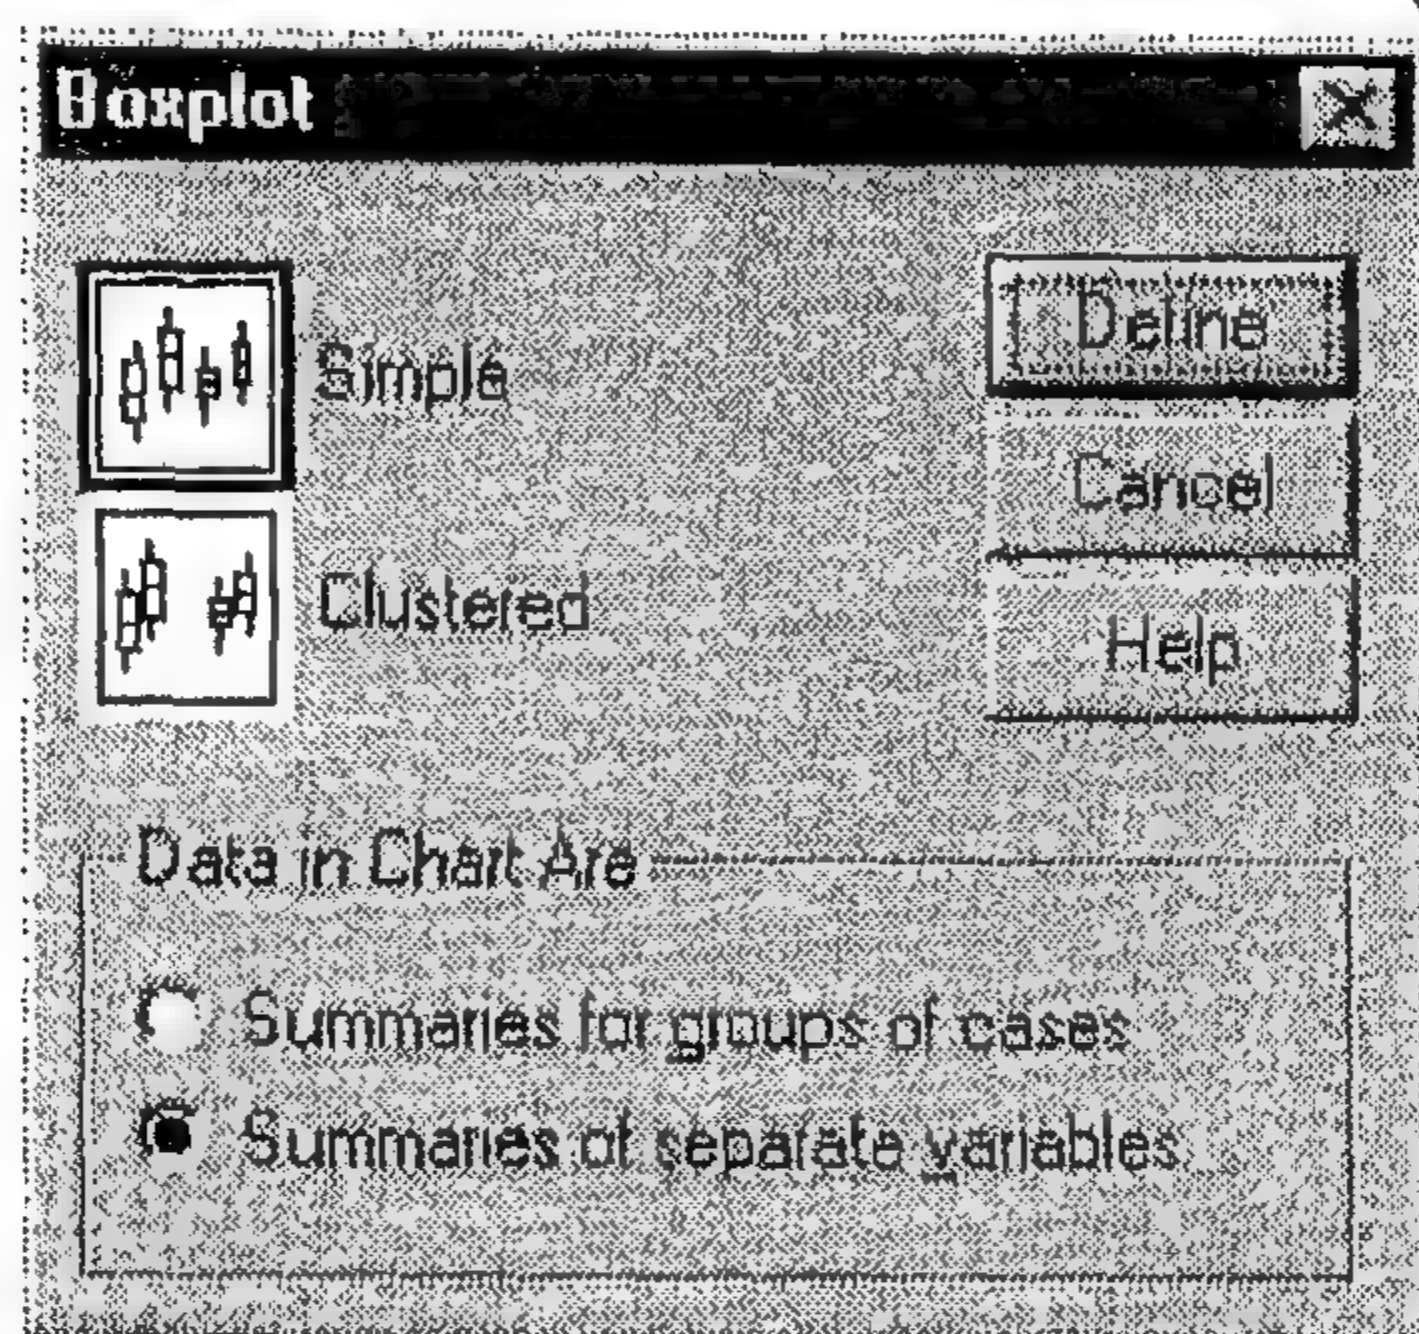 Boxplot
Simple
Define
Cancel
Clustered
Help
Data in Chart Are
Summaries for groups of cases
Summaries of separate variables